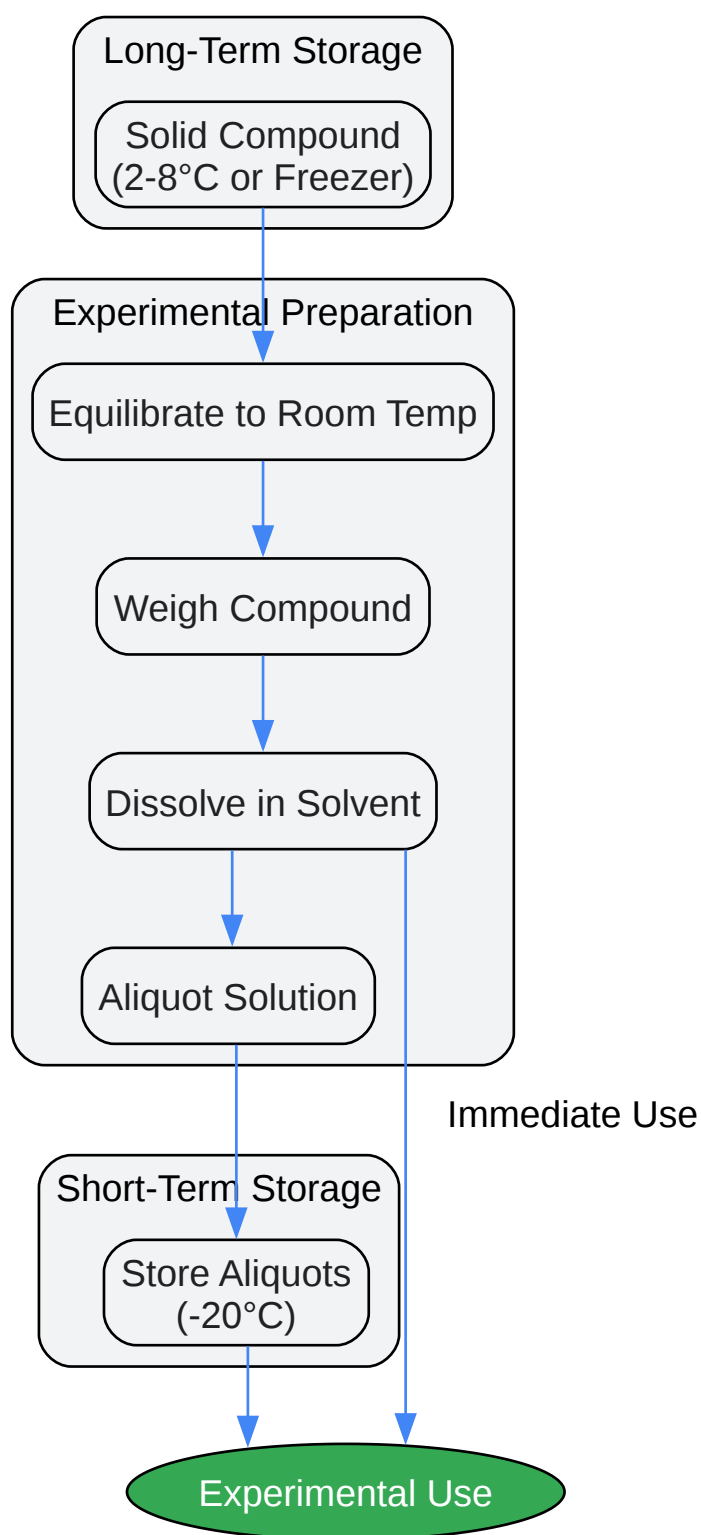 Long-Term Storage
Solid Compound
(2-8°C or Freezer)
Experimental Preparation
Equilibrate to Room Temp
Weigh Compound
Dissolve in Solvent
Aliquot Solution
Immediate Use
Short-Term Storage
Store Aliquots
(-20°C)
Experimental Use